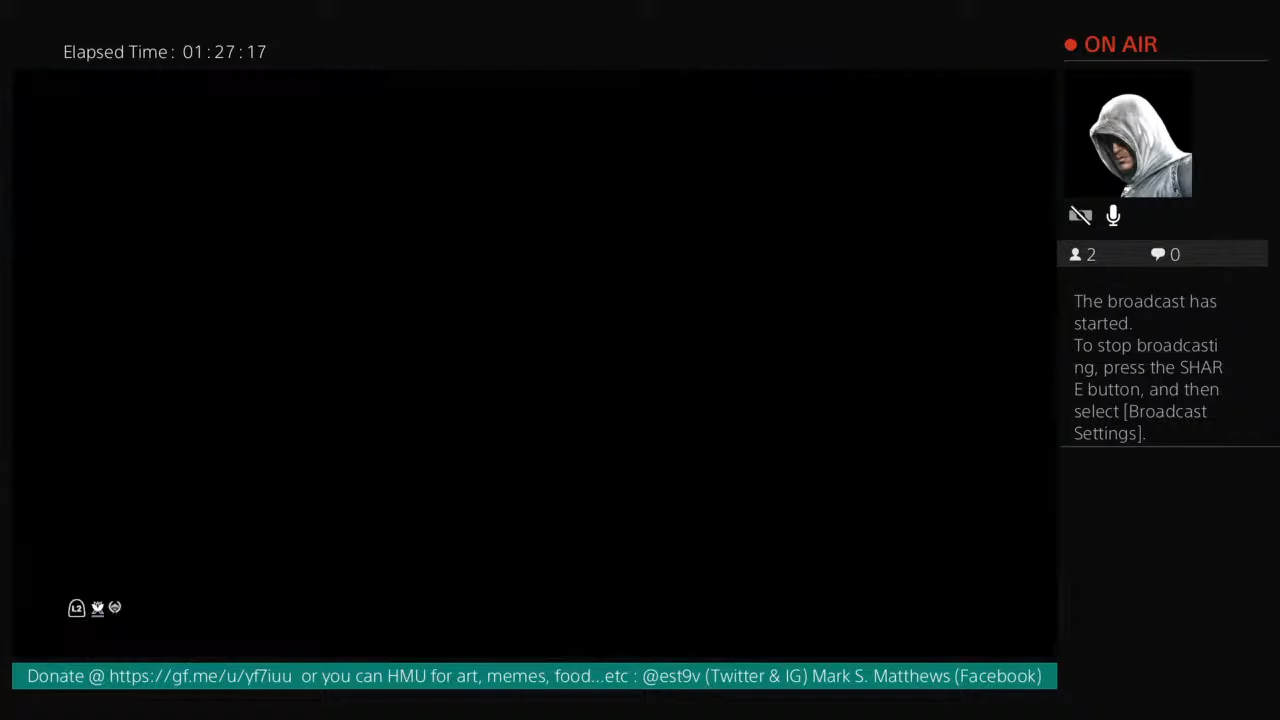 Elapsed Time: 01:27:17
ON AIR
2
0
The broadcast has
started.
To stop broadcasti
ng, press the SHAR
E button, and then
select [Broadcast
Settings].
L2
Donate @ https://gf.me/u/yf7iuu or you can HMU for art, memes, food...etc : @est9v (Twitter & IG) Mark S. Matthews (Facebook)